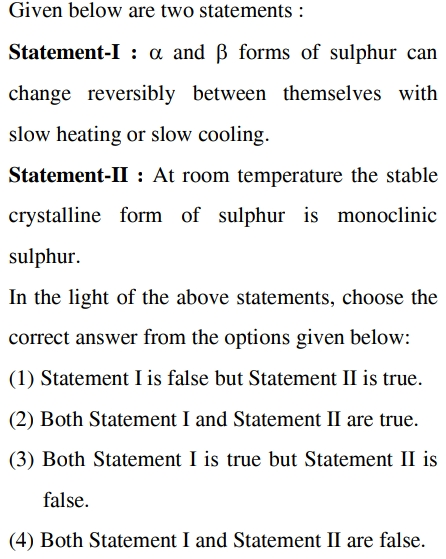 Given below are two statements :
Statement-I : α and β forms of sulphur can
change reversibly between themselves with
slow heating or slow cooling.
Statement-II : At room temperature the stable
crystalline form of sulphur is monoclinic
sulphur.
In the light of the above statements, choose the
correct answer from the options given below:
(1) Statement I is false but Statement II is true.
(2) Both Statement I and Statement II are true.
(3) Both Statement I is true but Statement II is
false.
(4) Both Statement I and Statement II are false.